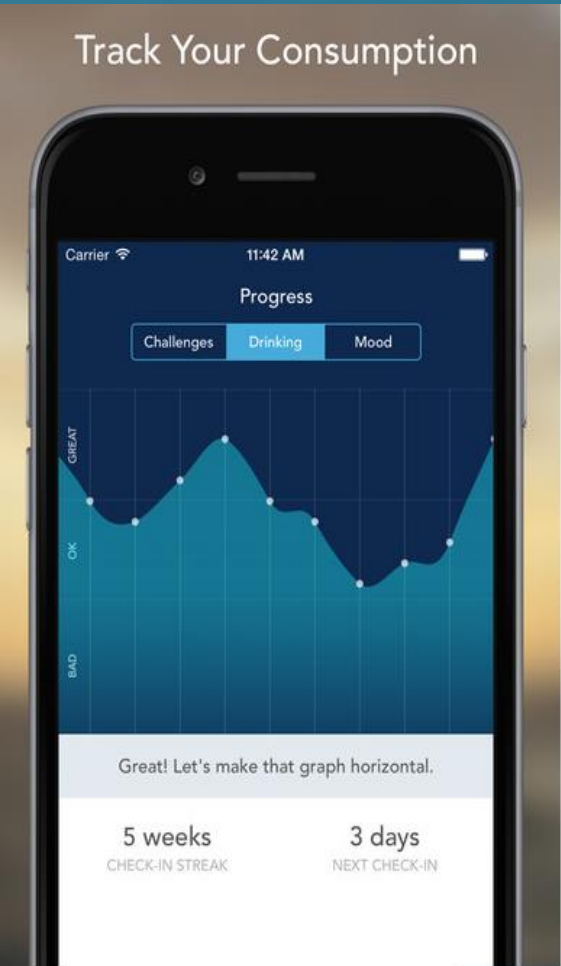 Track Your Consumption
Carrier 11:42 AM
Progress
Challenges Drinking Mood
GREAT
OK
BAD
Great! Let's make that graph horizontal.
5 weeks 3 days
CHECK-IN STREAK NEXT CHECK-IN